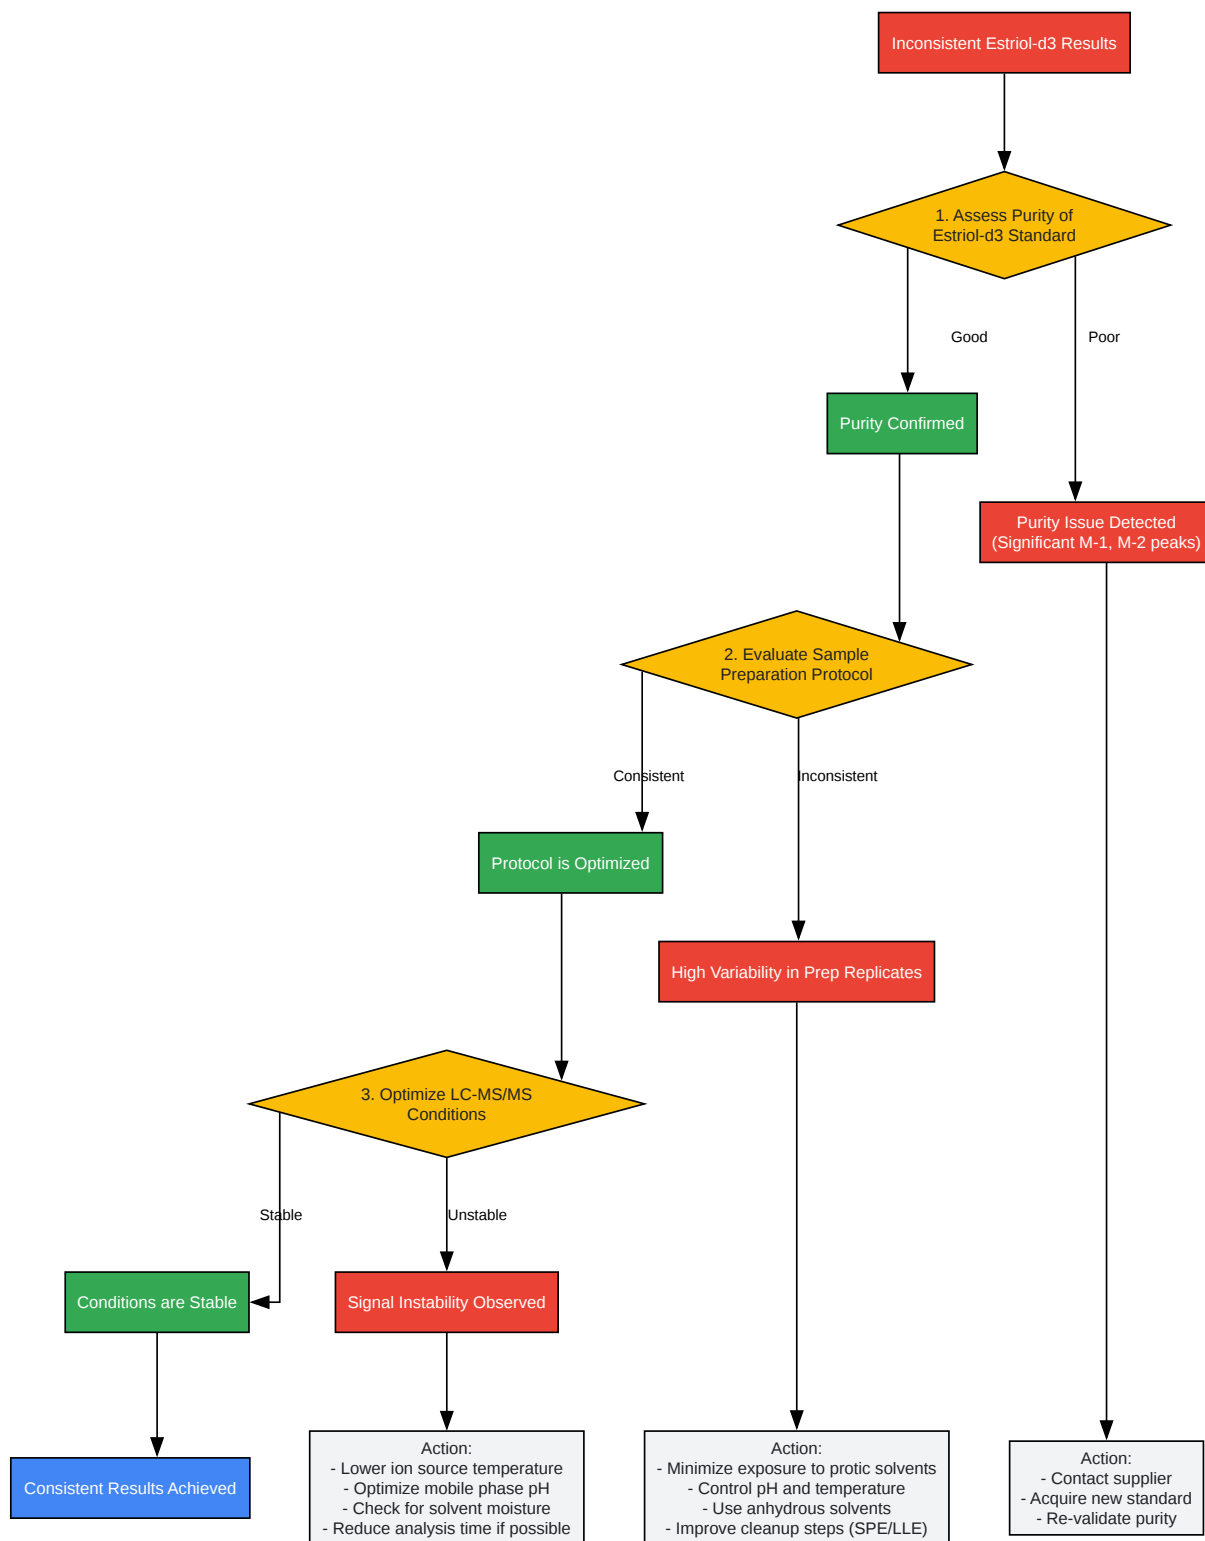 Inconsistent Estriol-d3 Results
1. Assess Purity of
Estriol-d3 Standard
Good
Poor
Purity Confirmed
Purity Issue Detected
(Significant M-1, M-2 peaks)
2. Evaluate Sample
Preparation Protocol
Consistent
Inconsistent
Protocol is Optimized
High Variability in Prep Replicates
3. Optimize LC-MS/MS
Conditions
Stable
Unstable
Conditions are Stable
Signal Instability Observed
Consistent Results Achieved
Action:
- Lower ion source temperature
- Optimize mobile phase pH
- Check for solvent moisture
- Reduce analysis time if possible
Action:
- Minimize exposure to protic solvents
- Control pH and temperature
- Use anhydrous solvents
- Improve cleanup steps (SPE/LLE)
Action:
- Contact supplier
- Acquire new standard
- Re-validate purity